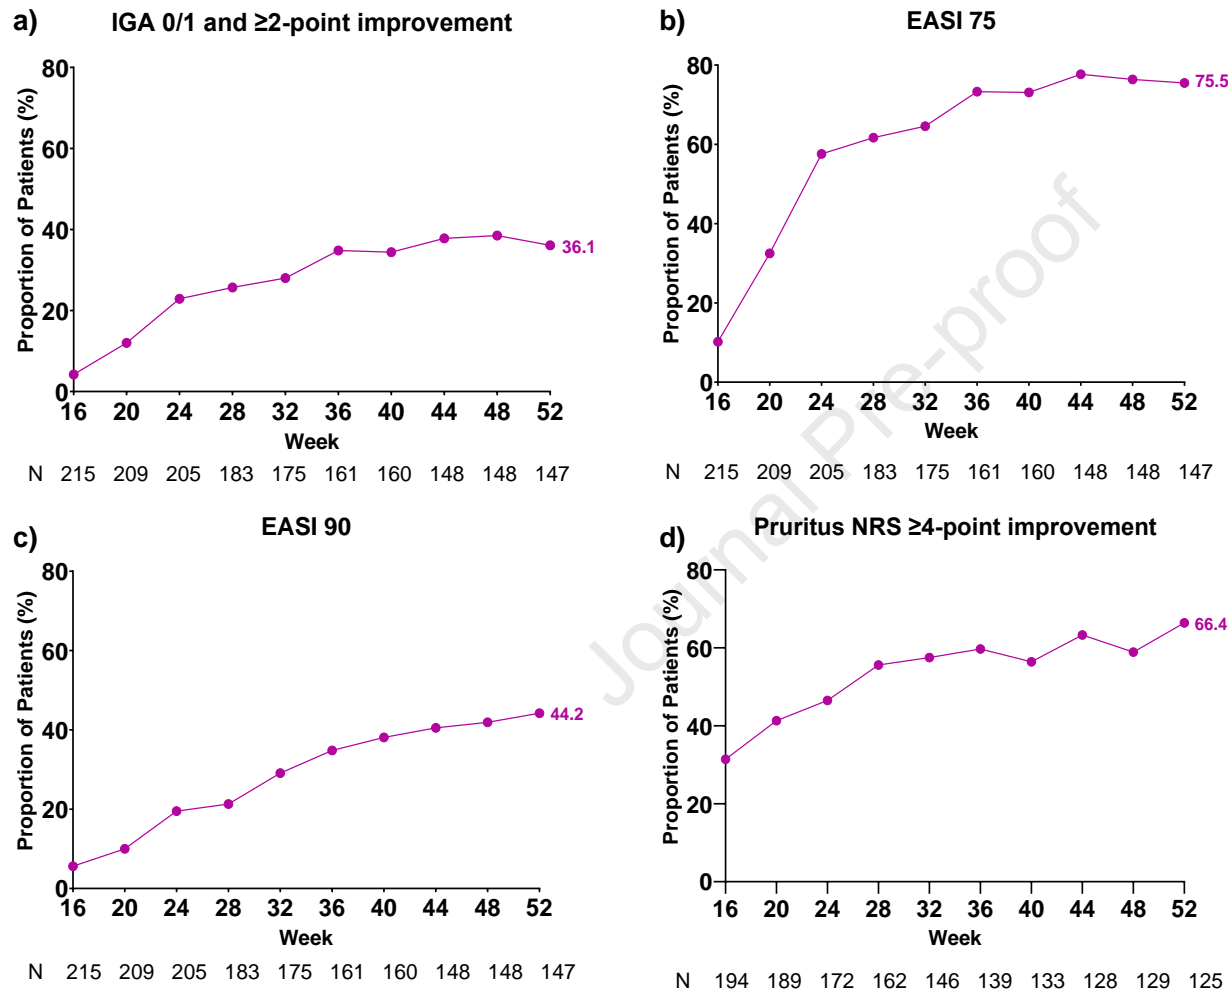 a) IGA 0/1 and ≥2-point improvement
Proportion of Patients (%)
80
60
40
20
0
36.1
16 20 24 28 32 36 40 44 48 52
Week
N 215 209 205 183 175 161 160 148 148 147
b) EASI 75
Proportion of Patients (%)
80
60
40
20
0
75.5
16 20 24 28 32 36 40 44 48 52
Week
N 215 209 205 183 175 161 160 148 148 147
c) EASI 90
Proportion of Patients (%)
80
60
40
20
0
44.2
16 20 24 28 32 36 40 44 48 52
Week
N 215 209 205 183 175 161 160 148 148 147
d) Pruritus NRS ≥4-point improvement
Proportion of Patients (%)
80
60
40
20
0
66.4
16 20 24 28 32 36 40 44 48 52
Week
N 194 189 172 162 146 139 133 128 129 125
Journal Pre-proof